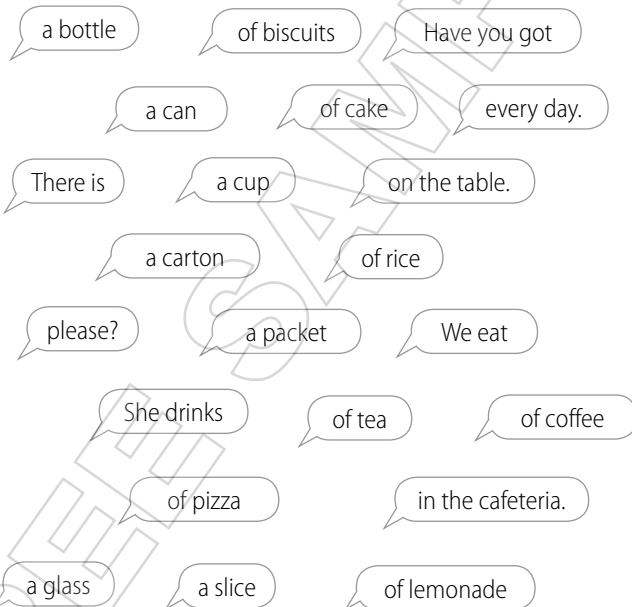 a bottle
of biscuits
Have you got
a can
of cake
every day.
There is
a cup
on the table.
a carton
of rice
please?
a packet
We eat
She drinks
of tea
of coffee
of pizza
in the cafeteria.
a glass
a slice
of lemonade